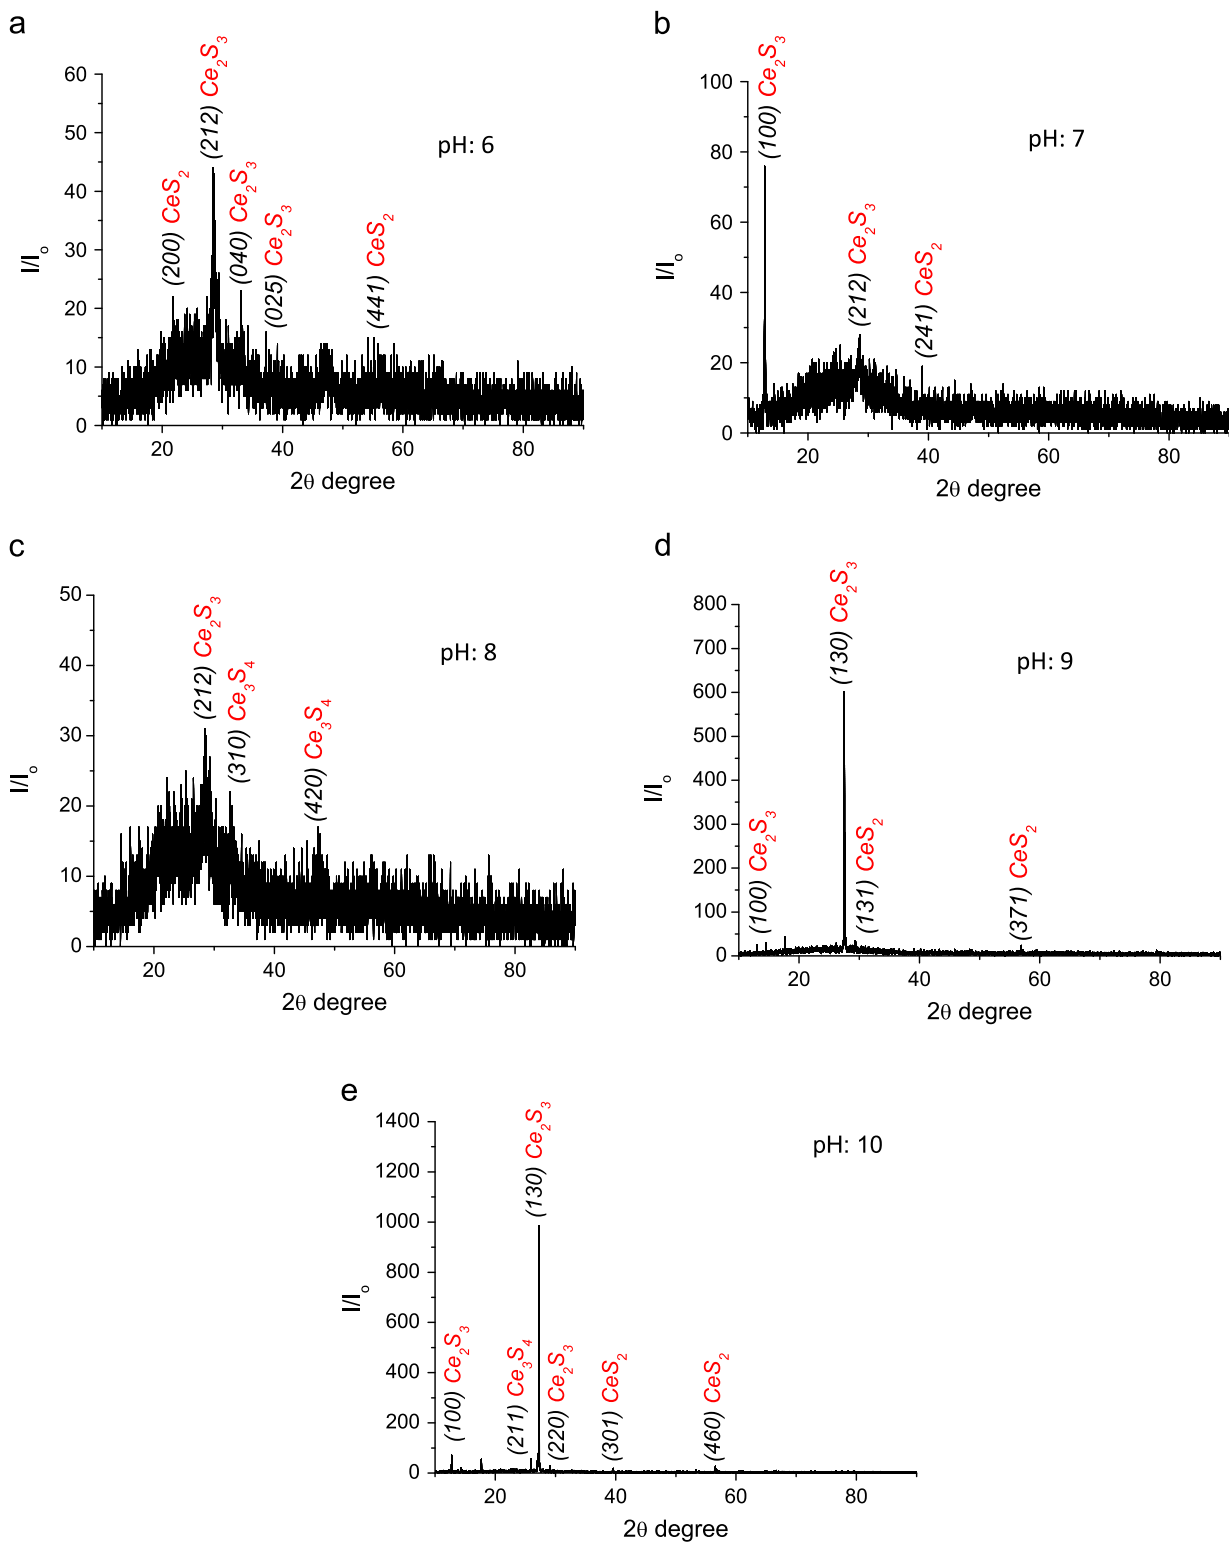 a
60
50
40
30
20
10
0
20
40
60
80
I/I₀
2θ degree
pH: 6
(200) CeS₂
(212) Ce₂S₃
(040) Ce₂S₃
(025) Ce₂S₃
(441) CeS₂
b
100
80
60
40
20
0
20
40
60
80
I/I₀
2θ degree
pH: 7
(100) Ce₂S₃
(212) Ce₂S₃
(241) CeS₂
c
50
40
30
20
10
0
20
40
60
80
I/I₀
2θ degree
pH: 8
(212) Ce₂S₃
(310) Ce₃S₄
(420) Ce₃S₄
d
800
700
600
500
400
300
200
100
0
20
40
60
80
I/I₀
2θ degree
pH: 9
(100) Ce₂S₃
(130) Ce₂S₃
(131) CeS₂
(371) CeS₂
e
1400
1200
1000
800
600
400
200
0
20
40
60
80
I/I₀
2θ degree
pH: 10
(100) Ce₂S₃
(211) Ce₃S₄
(130) Ce₂S₃
(220) Ce₂S₃
(301) CeS₂
(460) CeS₂